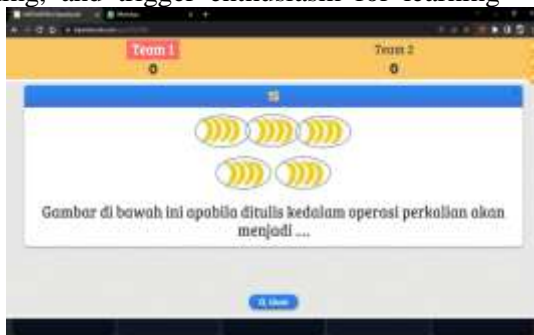 ing, and trigger enthusiasm for learning
Team 1
Team 2
0
0
Gambar di bawah ini apabila ditulis kedalam operasi perkalian akan
menjadi ....